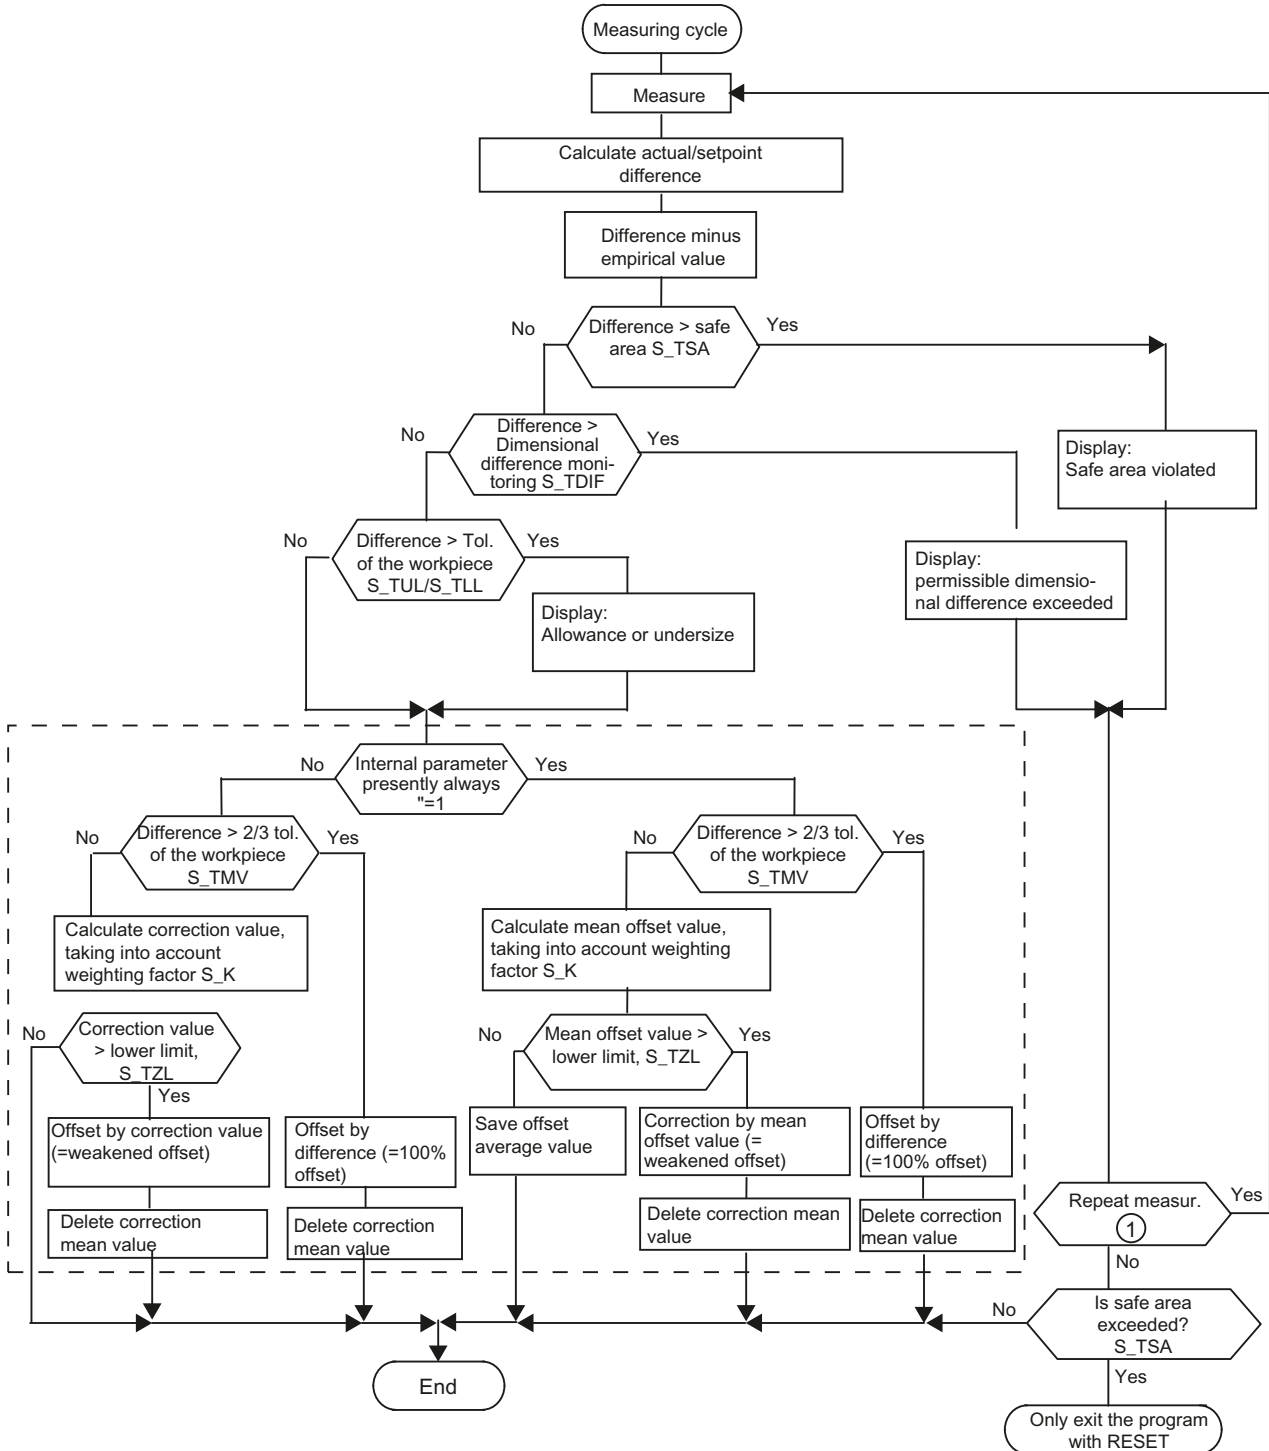 Measuring cycle
Measure
Calculate actual/setpoint
difference
Difference minus
empirical value
No
Difference > safe
area S_TSA
Yes
No
Difference >
Dimensional
difference moni-
toring S_TDIF
Yes
Display:
Safe area violated
No
Difference > Tol.
of the workpiece
S_TUL/S_TLL
Yes
Display:
permissible dimensio-
nal difference exceeded
Display:
Allowance or undersize
No
Internal parameter
presently always
"=1
Yes
No
Difference > 2/3 tol.
of the workpiece
S_TMV
Yes
No
Difference > 2/3 tol.
of the workpiece
S_TMV
Yes
Calculate correction value,
taking into account
weighting factor S_K
Calculate mean offset value,
taking into account weighting
factor S_K
No
Correction value
> lower limit,
S_TZL
Yes
No
Mean offset value >
lower limit, S_TZL
Yes
Offset by correction value
(=weakened offset)
Offset by
difference (=100%
offset)
Save offset
average value
Correction by mean
offset value (=
weakened offset)
Offset by
difference
(=100% offset)
Delete correction
mean value
Delete correction
mean value
Delete correction mean
value
Delete correction
mean value
Repeat measur.
1
Yes
No
No
Is safe area
exceeded?
S_TSA
Yes
End
Only exit the program
with RESET